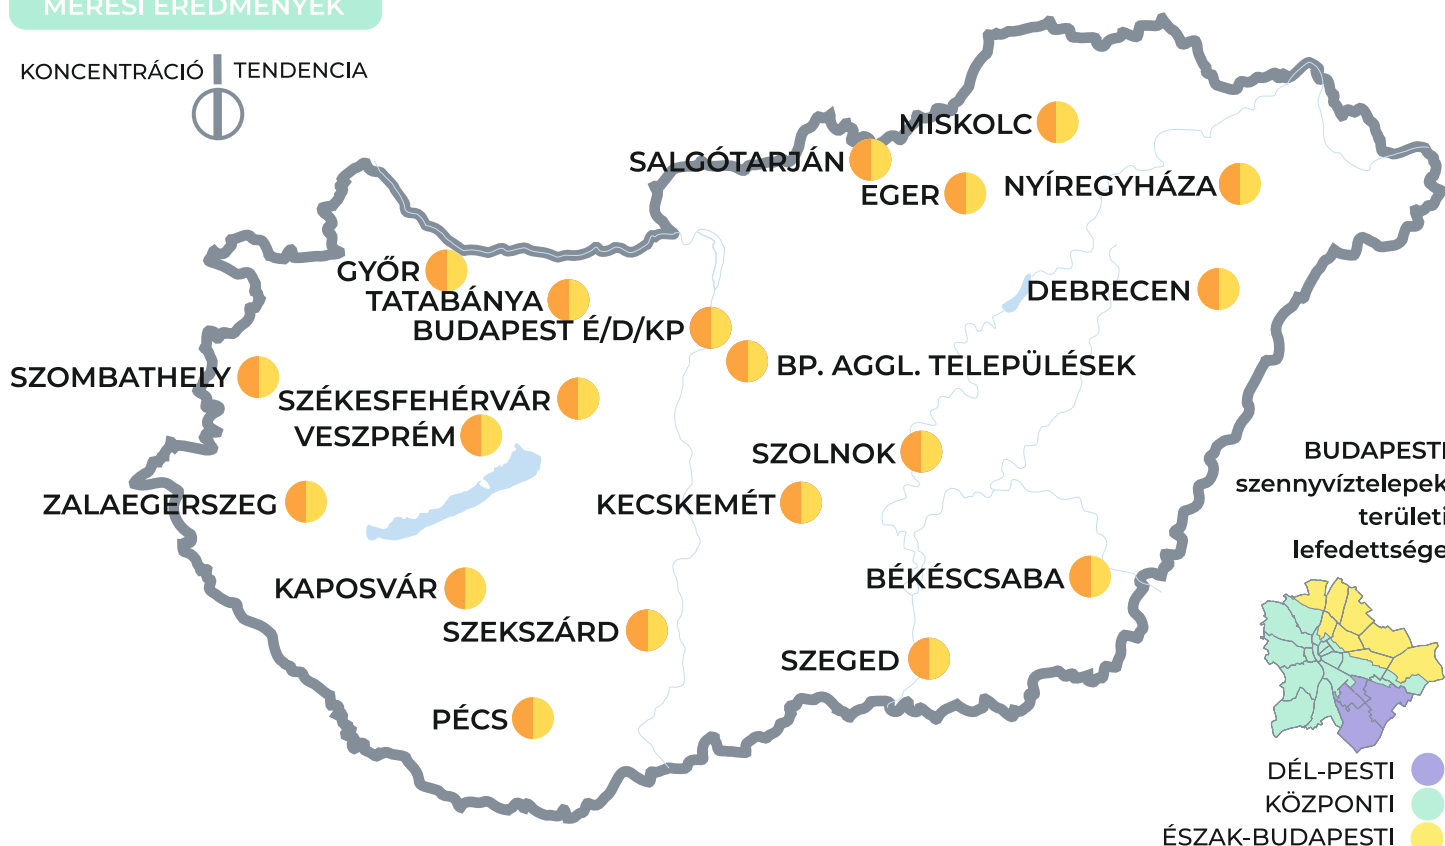 MÉRÉSI EREDMÉNYEK
KONCENTRÁCIÓ TENDENCIA
MISKOLC
SALGÓTARJÁN
EGER
NYÍREGYHÁZA
GYŐR
TATABÁNYA
DEBRECEN
BUDAPEST É/D/KP
BP. AGGL. TELEPÜLÉSEK
SZOMBATHELY
SZÉKESFEHÉRVÁR
VESZPRÉM
SZOLNOK
ZALAEGERSZEG
KECSKEMÉT
BUDAPESTI
szennyvíztelepek
területi
lefedettsége
BÉKÉSCSABA
KAPOSVÁR
SZEKSZÁRD
SZEGED
PÉCS
DÉL-PESTI
KÖZPONTI
ÉSZAK-BUDAPESTI